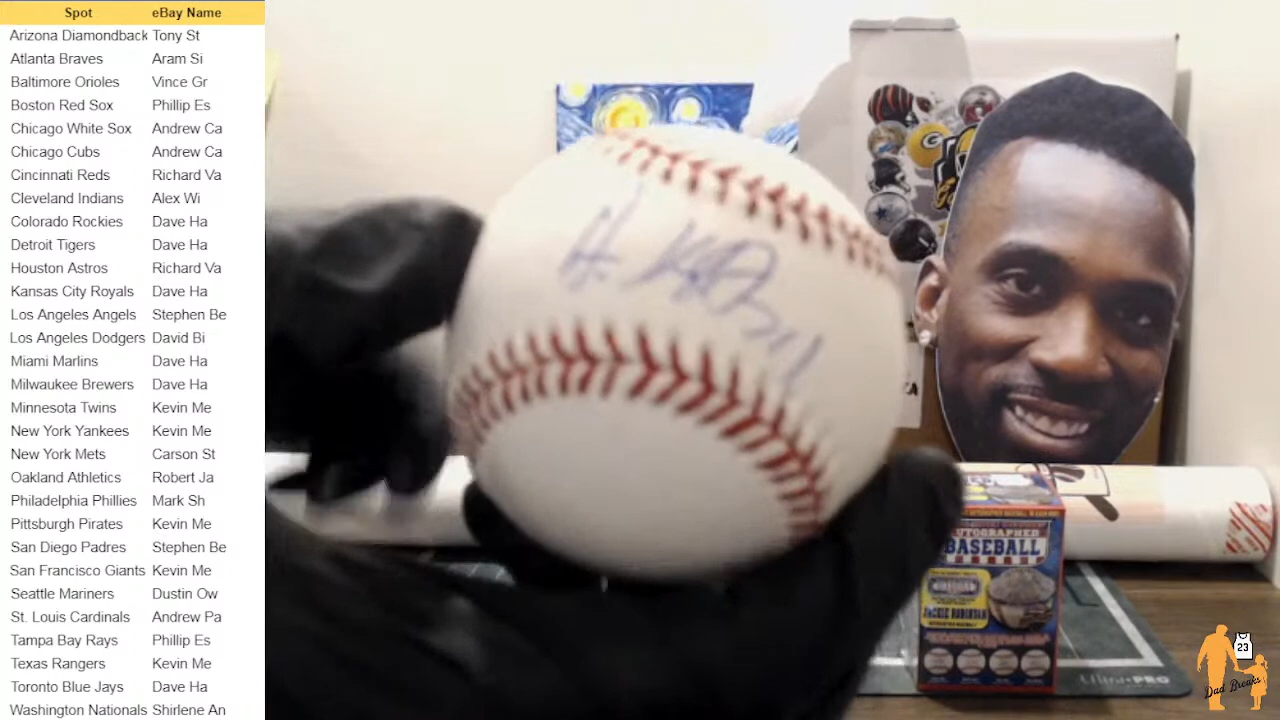 Spot eBay Name
Arizona Diamondback Tony St
Atlanta Braves Aram Si
Baltimore Orioles Vince Gr
Boston Red Sox Phillip Es
Chicago White Sox Andrew Ca
Chicago Cubs Andrew Ca
Cincinnati Reds Richard Va
Cleveland Indians Alex Wi
Colorado Rockies Dave Ha
Detroit Tigers Dave Ha
Houston Astros Richard Va
Kansas City Royals Dave Ha
Los Angeles Angels Stephen Be
Los Angeles Dodgers David Bi
Miami Marlins Dave Ha
Milwaukee Brewers Dave Ha
Minnesota Twins Kevin Me
New York Yankees Kevin Me
New York Mets Carson St
Oakland Athletics Robert Ja
Philadelphia Phillies Mark Sh
Pittsburgh Pirates Kevin Me
San Diego Padres Stephen Be
San Francisco Giants Kevin Me
Seattle Mariners Dustin Ow
St. Louis Cardinals Andrew Pa
Tampa Bay Rays Phillip Es
Texas Rangers Kevin Me
Toronto Blue Jays Dave Ha
Washington Nationals Shirlene An
UTOGRAPHED
BASEBALL
JACKIE ROBINSON
Ultra PRO
23
Dad Breaks